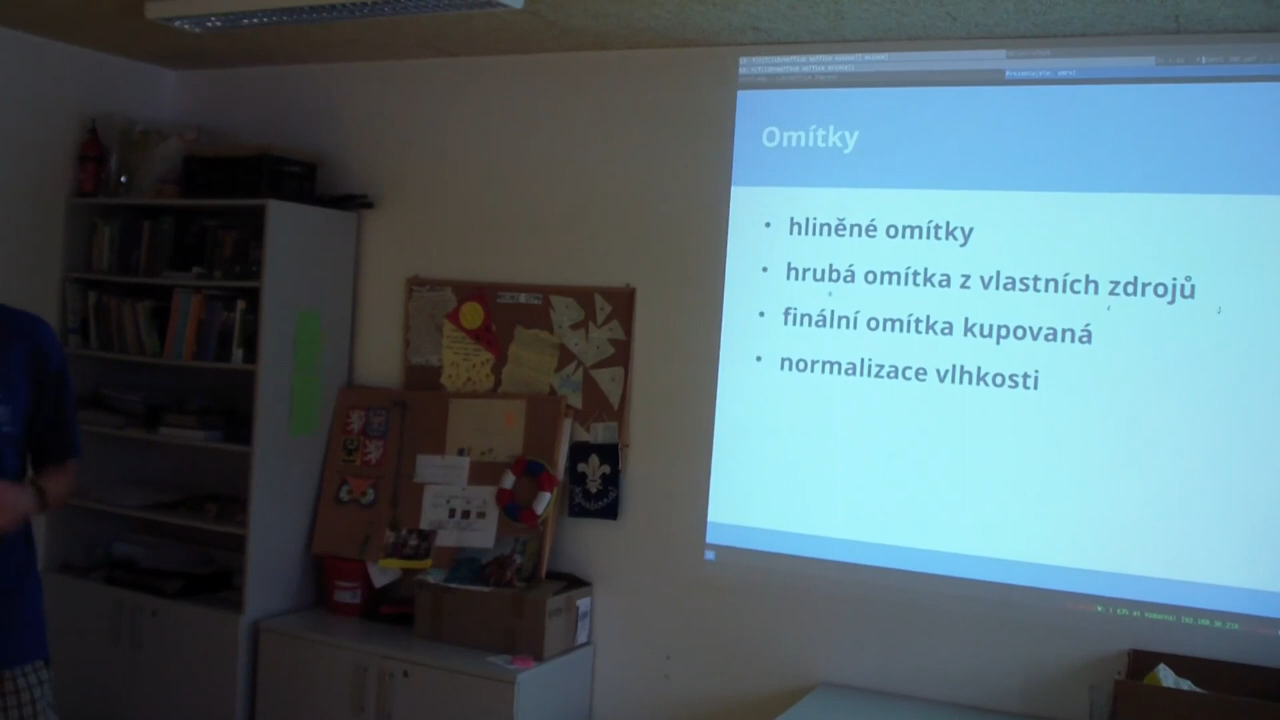 Omítky
• hliněné omítky
• hrubá omítka z vlastních zdrojů
• finální omítka kupovaná
• normalizace vlhkosti